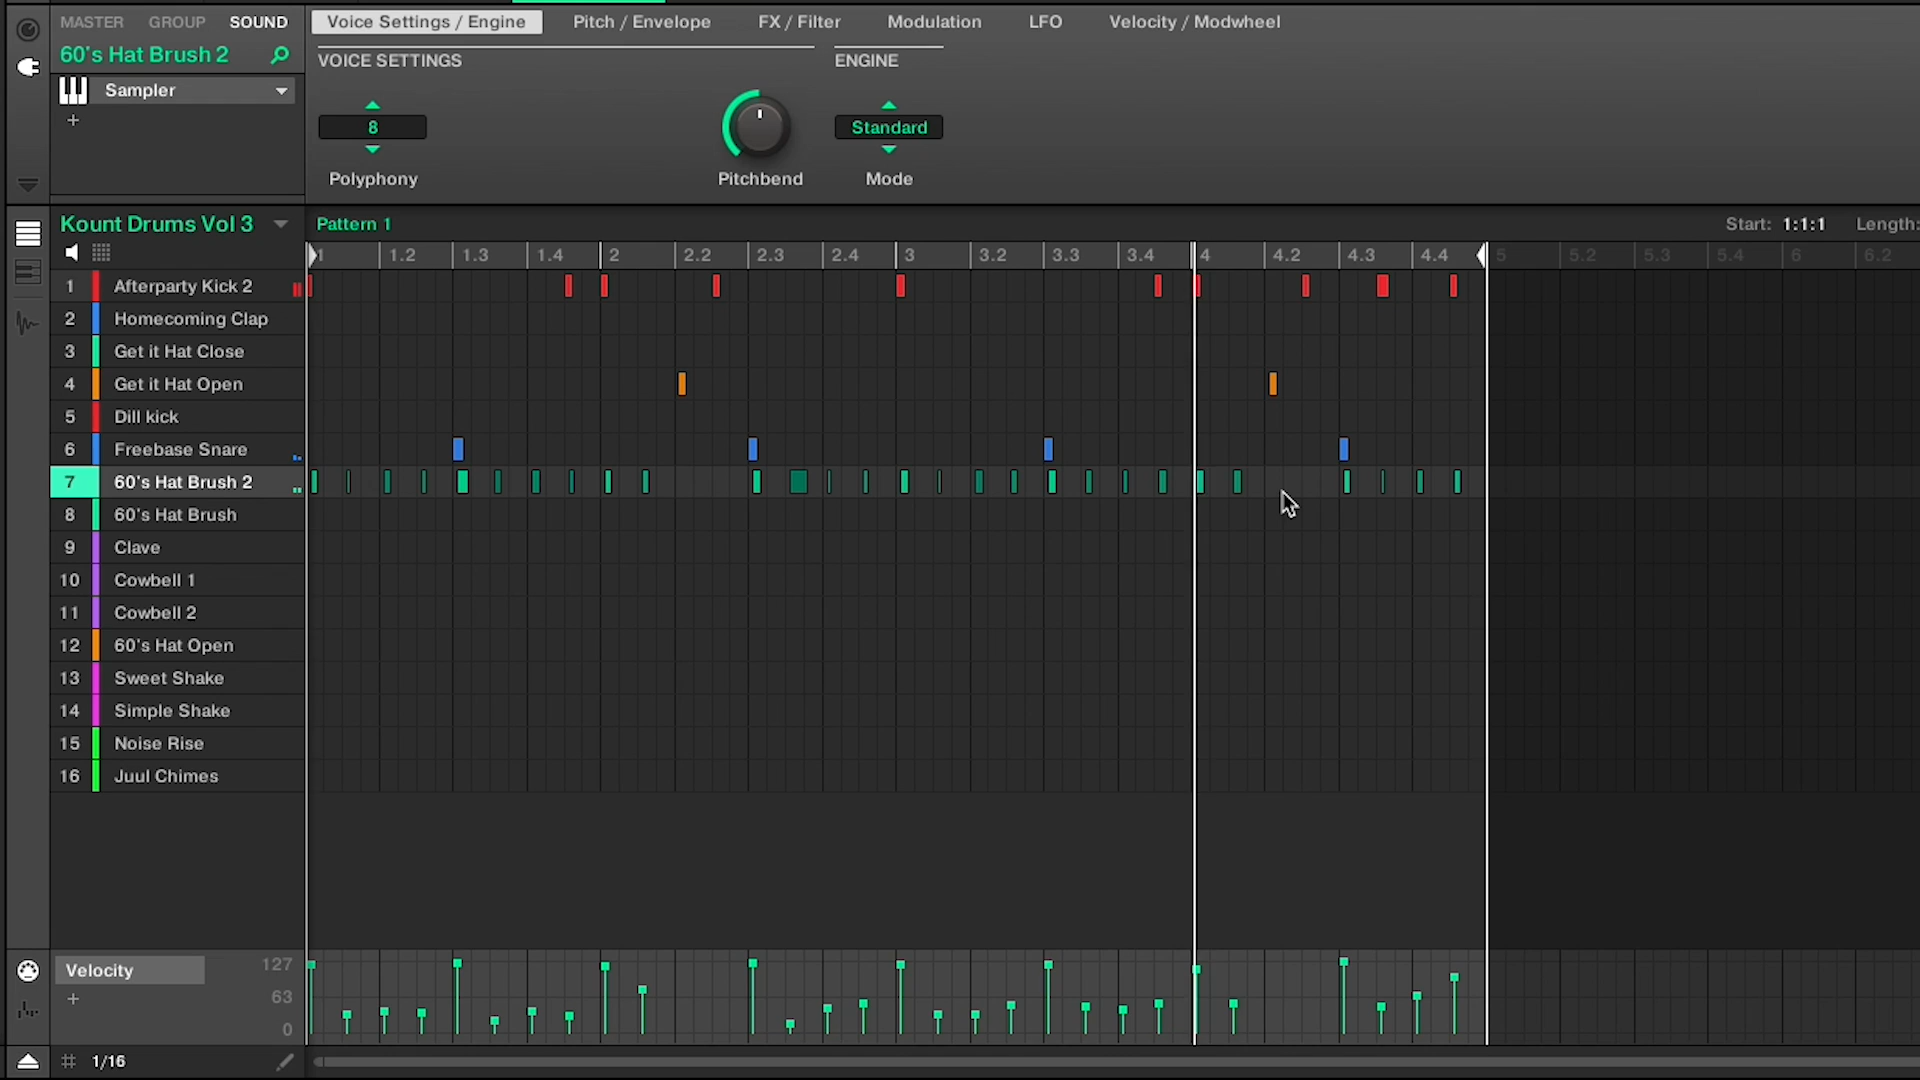 MASTER GROUP SOUND
Voice Settings / Engine Pitch / Envelope FX / Filter Modulation LFO Velocity / Modwheel
60's Hat Brush 2
VOICE SETTINGS ENGINE
Sampler
+
8 Standard
Polyphony Pitchbend Mode
Kount Drums Vol 3
Pattern 1
Start: 1:1:1 Length:
1 1.2 1.3 1.4 2 2.2 2.3 2.4 3 3.2 3.3 3.4 4 4.2 4.3 4.4 5 5.2 5.3 5.4 6 6.2
1 Afterparty Kick 2
2 Homecoming Clap
3 Get it Hat Close
4 Get it Hat Open
5 Dill kick
6 Freebase Snare
7 60's Hat Brush 2
8 60's Hat Brush
9 Clave
10 Cowbell 1
11 Cowbell 2
12 60's Hat Open
13 Sweet Shake
14 Simple Shake
15 Noise Rise
16 Juul Chimes
Velocity 127
+ 63
0
1/16